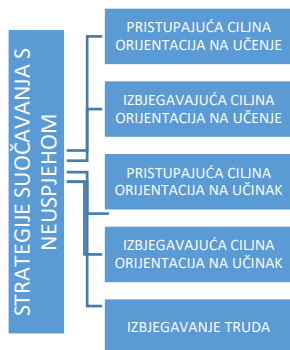 STRATEGIJE SUOČAVANJA S
NEUSPJEHOM
PRISTUPAJUĆA CILJNA
ORIJENTACIJA NA UČENJE
IZBJEGAVAJUĆA CILJNA
ORIJENTACIJA NA UČENJE
PRISTUPAJUĆA CILJNA
ORIJENTACIJA NA UČINAK
IZBJEGAVAJUĆA CILJNA
ORIJENTACIJA NA UČINAK
IZBJEGAVANJE TRUDA